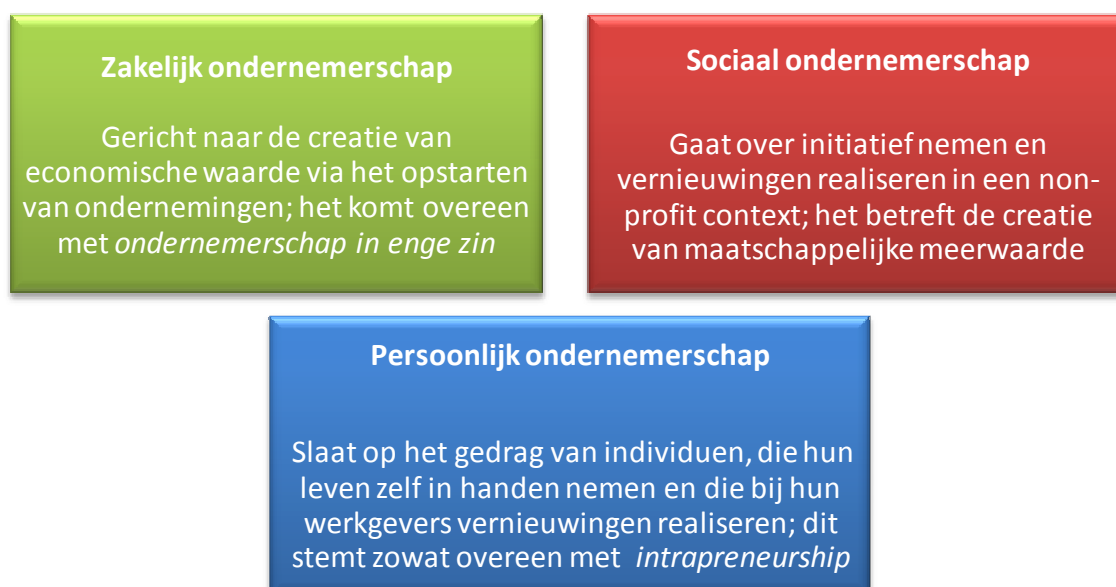 Zakelijk ondernemerschap
Gericht naar de creatie van
economische waarde via het opstarten
van ondernemingen; het komt overeen
met ondernemerschap in enge zin
Sociaal ondernemerschap
Gaat over initiatief nemen en
vernieuwingen realiseren in een non-
profit context; het betreft de creatie
van maatschappelijke meerwaarde
Persoonlijk ondernemerschap
Slaat op het gedrag van individuen, die hun
leven zelf in handen nemen en die bij hun
werkgevers vernieuwingen realiseren; dit
stemt zowat overeen met intrapreneurship